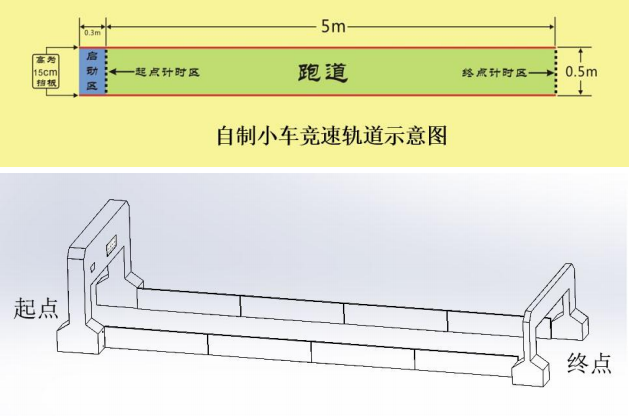 0.3m
5m
高为
15cm
挡板
启动区
起点计时区
跑道
终点计时区
0.5m
自制小车竞速轨道示意图
起点
终点